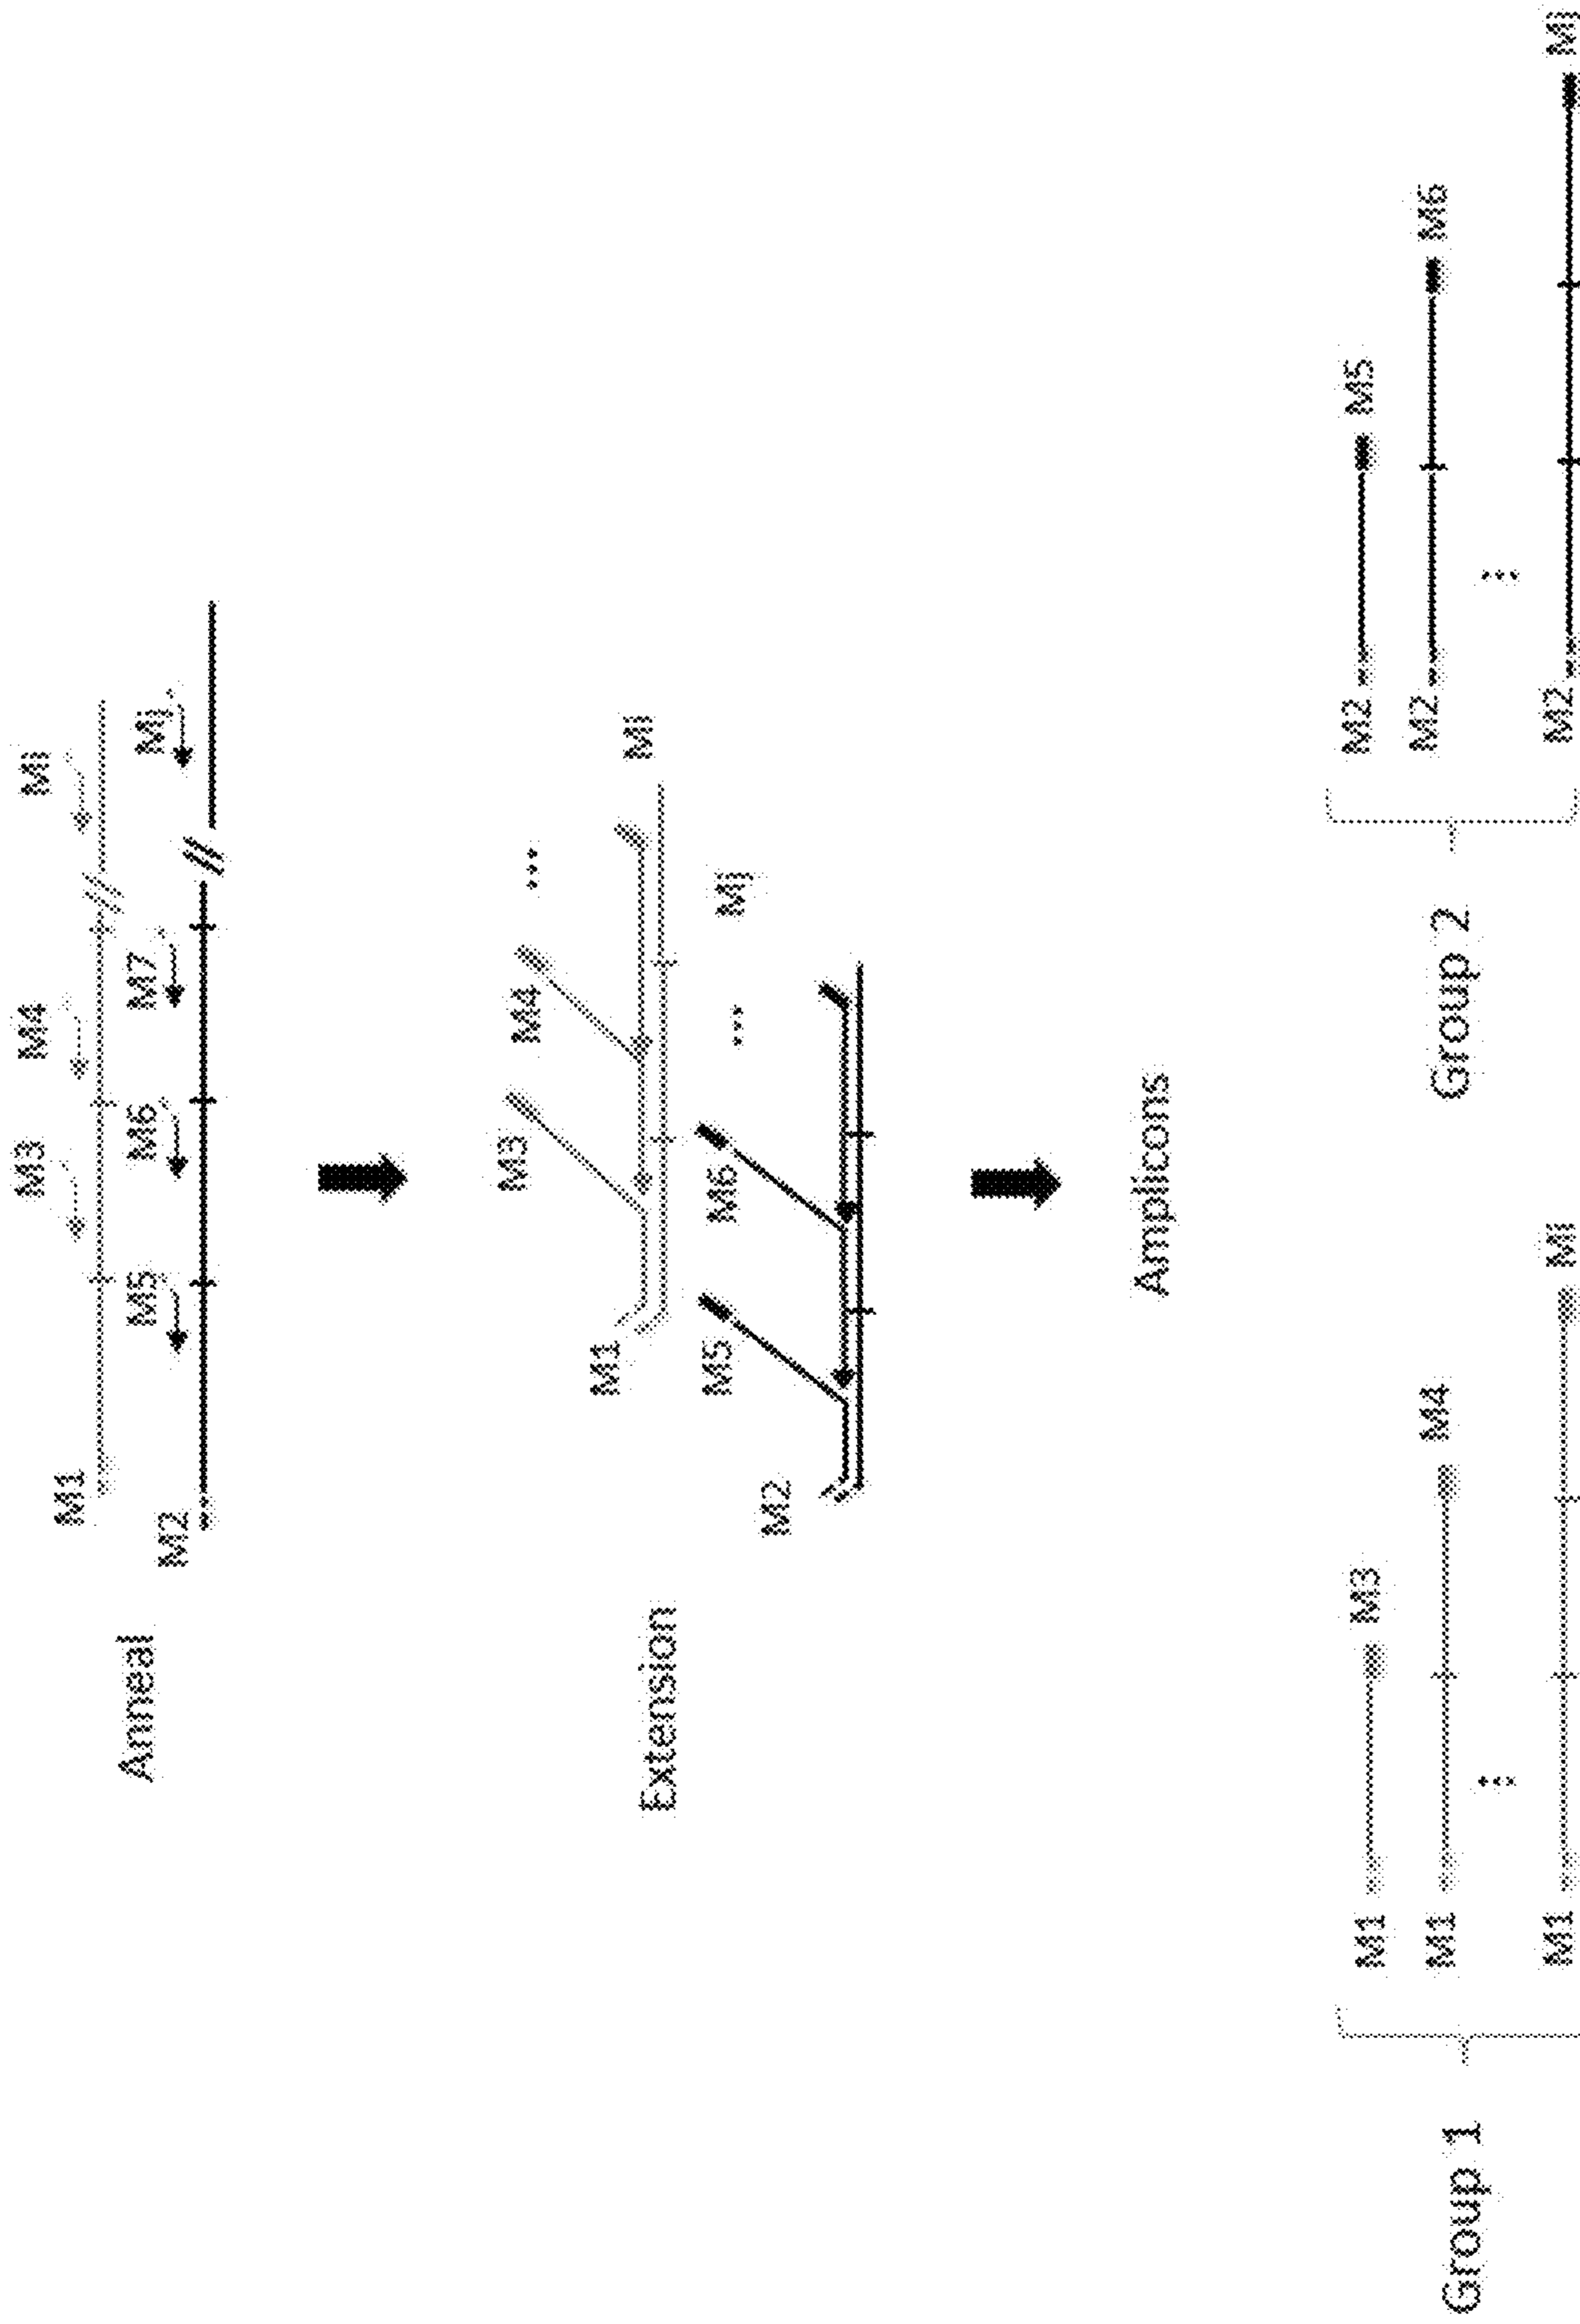 M3 M4 Mi
M1
Anneal
M5 M6 M7 Mj
M2
M3 M4 ...
Extension
M1 Mi
M5 M6 ... Mj
M2
Amplicons
M1 M3
M2 M5
Group 1
M1 M4
Group 2
M2 M6
...
...
M1 Mi
M2 Mj